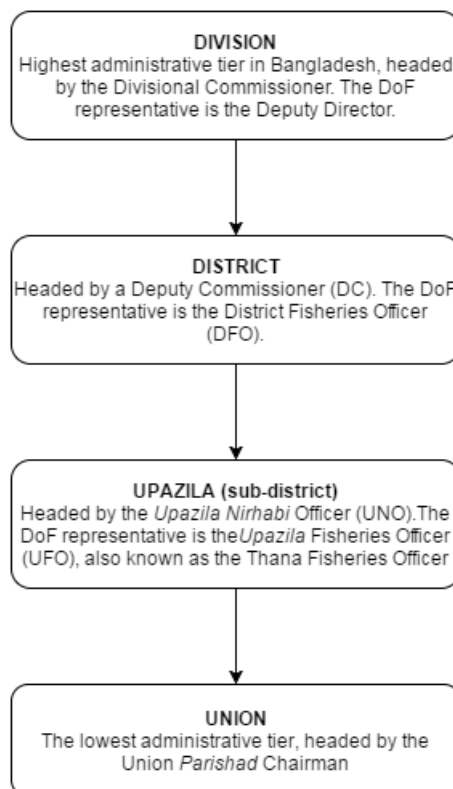 DIVISION
Highest administrative tier in Bangladesh, headed
by the Divisional Commissioner. The DoF
representative is the Deputy Director.
DISTRICT
Headed by a Deputy Commissioner (DC). The DoF
representative is the District Fisheries Officer
(DFO).
UPAZILA (sub-district)
Headed by the Upazila Nirhabi Officer (UNO).The
DoF representative is theUpazila Fisheries Officer
(UFO), also known as the Thana Fisheries Officer
UNION
The lowest administrative tier, headed by the
Union Parishad Chairman